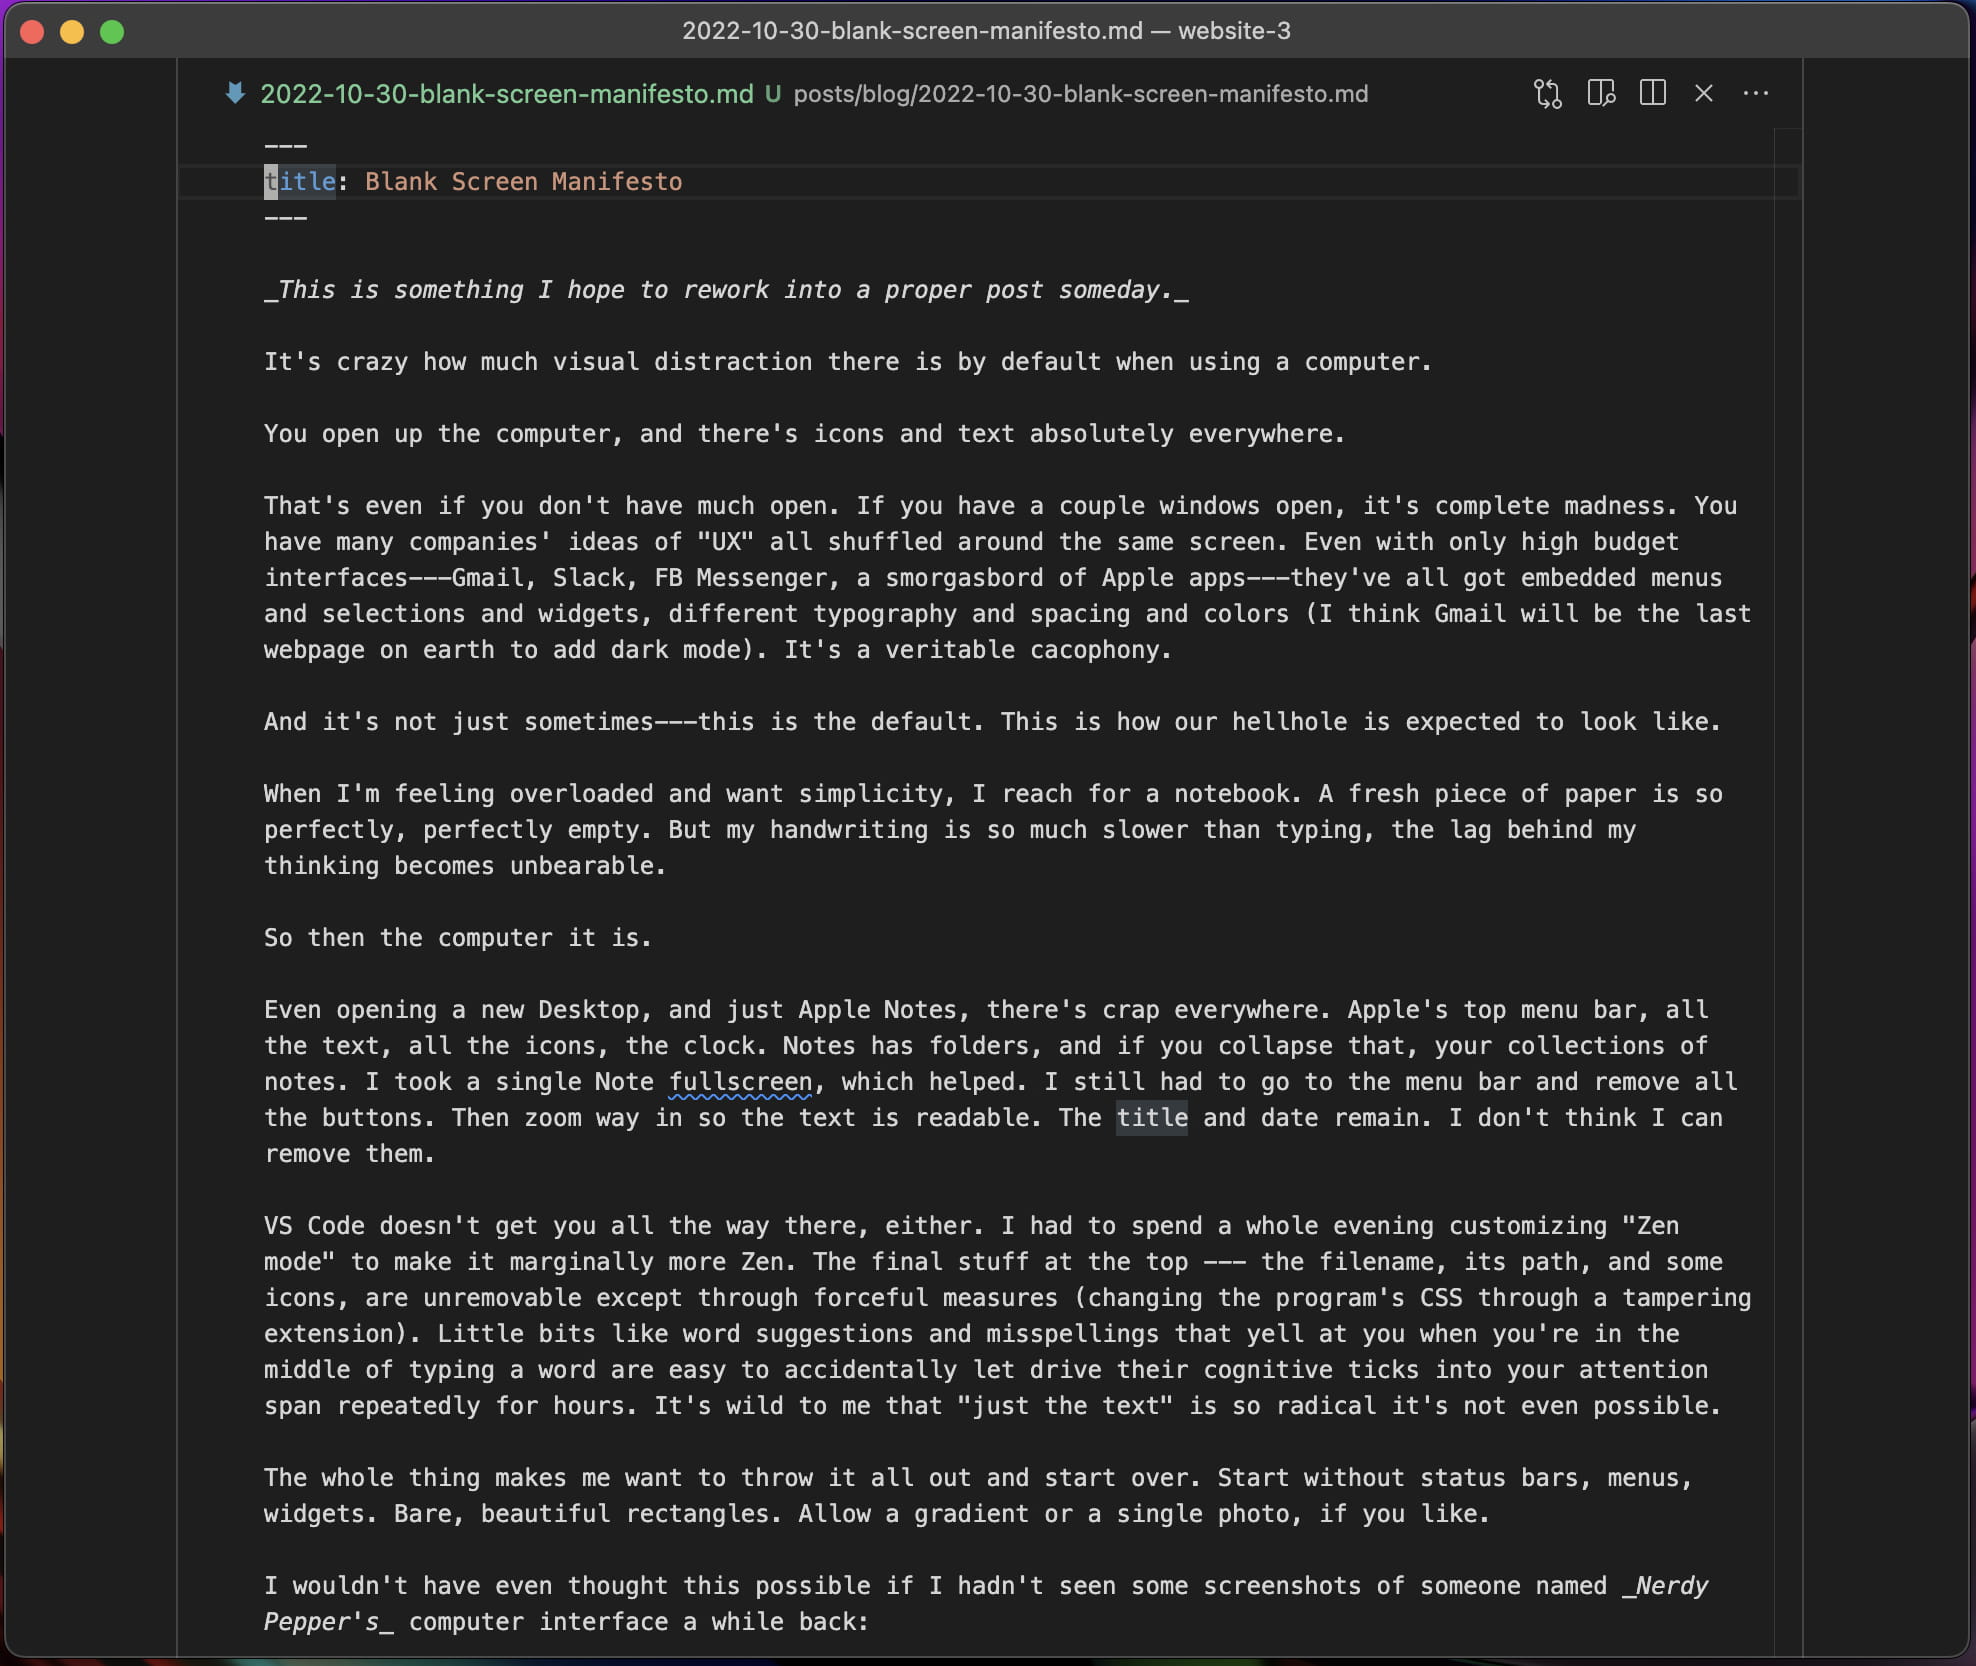 2022-10-30-blank-screen-manifesto.md — website-3
2022-10-30-blank-screen-manifesto.md U posts/blog/2022-10-30-blank-screen-manifesto.md
---
title: Blank Screen Manifesto
---
_This is something I hope to rework into a proper post someday._
It's crazy how much visual distraction there is by default when using a computer.
You open up the computer, and there's icons and text absolutely everywhere.
That's even if you don't have much open. If you have a couple windows open, it's complete madness. You
have many companies' ideas of "UX" all shuffled around the same screen. Even with only high budget
interfaces---Gmail, Slack, FB Messenger, a smorgasbord of Apple apps---they've all got embedded menus
and selections and widgets, different typography and spacing and colors (I think Gmail will be the last
webpage on earth to add dark mode). It's a veritable cacophony.
And it's not just sometimes---this is the default. This is how our hellhole is expected to look like.
When I'm feeling overloaded and want simplicity, I reach for a notebook. A fresh piece of paper is so
perfectly, perfectly empty. But my handwriting is so much slower than typing, the lag behind my
thinking becomes unbearable.
So then the computer it is.
Even opening a new Desktop, and just Apple Notes, there's crap everywhere. Apple's top menu bar, all
the text, all the icons, the clock. Notes has folders, and if you collapse that, your collections of
notes. I took a single Note fullscreen, which helped. I still had to go to the menu bar and remove all
the buttons. Then zoom way in so the text is readable. The title and date remain. I don't think I can
remove them.
VS Code doesn't get you all the way there, either. I had to spend a whole evening customizing "Zen
mode" to make it marginally more Zen. The final stuff at the top --- the filename, its path, and some
icons, are unremovable except through forceful measures (changing the program's CSS through a tampering
extension). Little bits like word suggestions and misspellings that yell at you when you're in the
middle of typing a word are easy to accidentally let drive their cognitive ticks into your attention
span repeatedly for hours. It's wild to me that "just the text" is so radical it's not even possible.
The whole thing makes me want to throw it all out and start over. Start without status bars, menus,
widgets. Bare, beautiful rectangles. Allow a gradient or a single photo, if you like.
I wouldn't have even thought this possible if I hadn't seen some screenshots of someone named _Nerdy
Pepper's_ computer interface a while back: